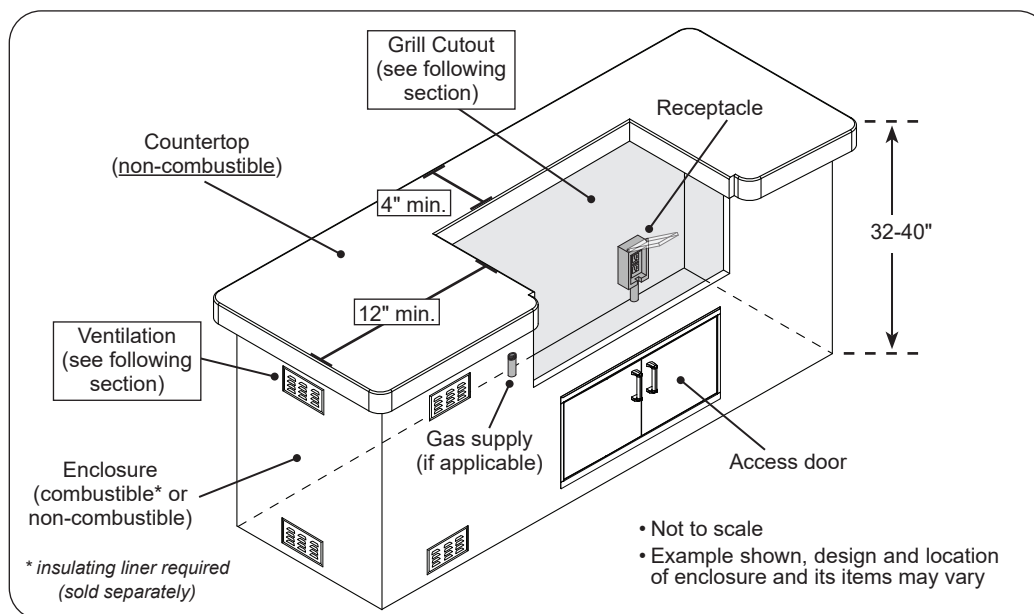 Grill Cutout
(see following
section)
Receptacle
Countertop
(non-combustible)
4" min.
32-40"
12" min.
Ventilation
(see following
section)
Gas supply
(if applicable)
Access door
Enclosure
(combustible* or
non-combustible)
* insulating liner required
(sold separately)
• Not to scale
• Example shown, design and location
of enclosure and its items may vary